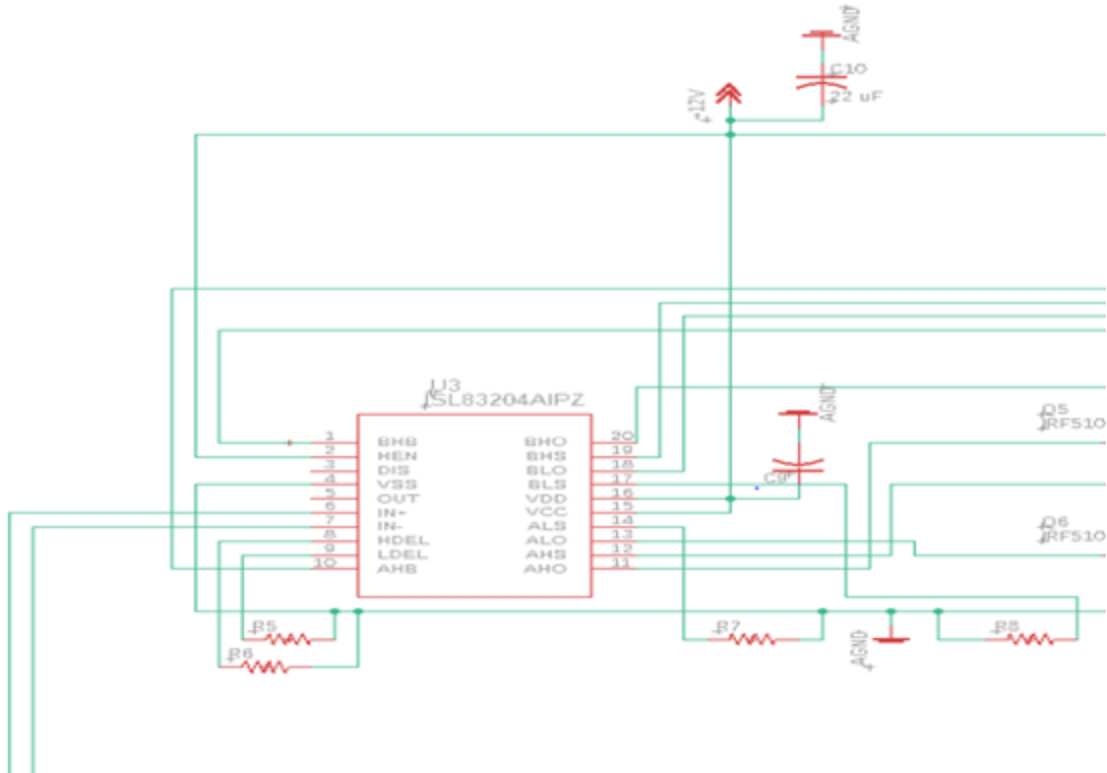 AGND
C10
22 uF
+12V
U3
ISL83204AIPZ
AGND
C9
1 BHB BHO 20
2 HEN BHS 19
3 DIS BLO 18
4 VSS BLS 17
5 OUT VDD 16
6 IN+ VCC 15
7 IN- ALS 14
8 HDEL ALO 13
9 LDEL AHS 12
10 AHB AHO 11
Q5
IRF510
Q6
IRF510
R5
R6
R7
AGND
R8